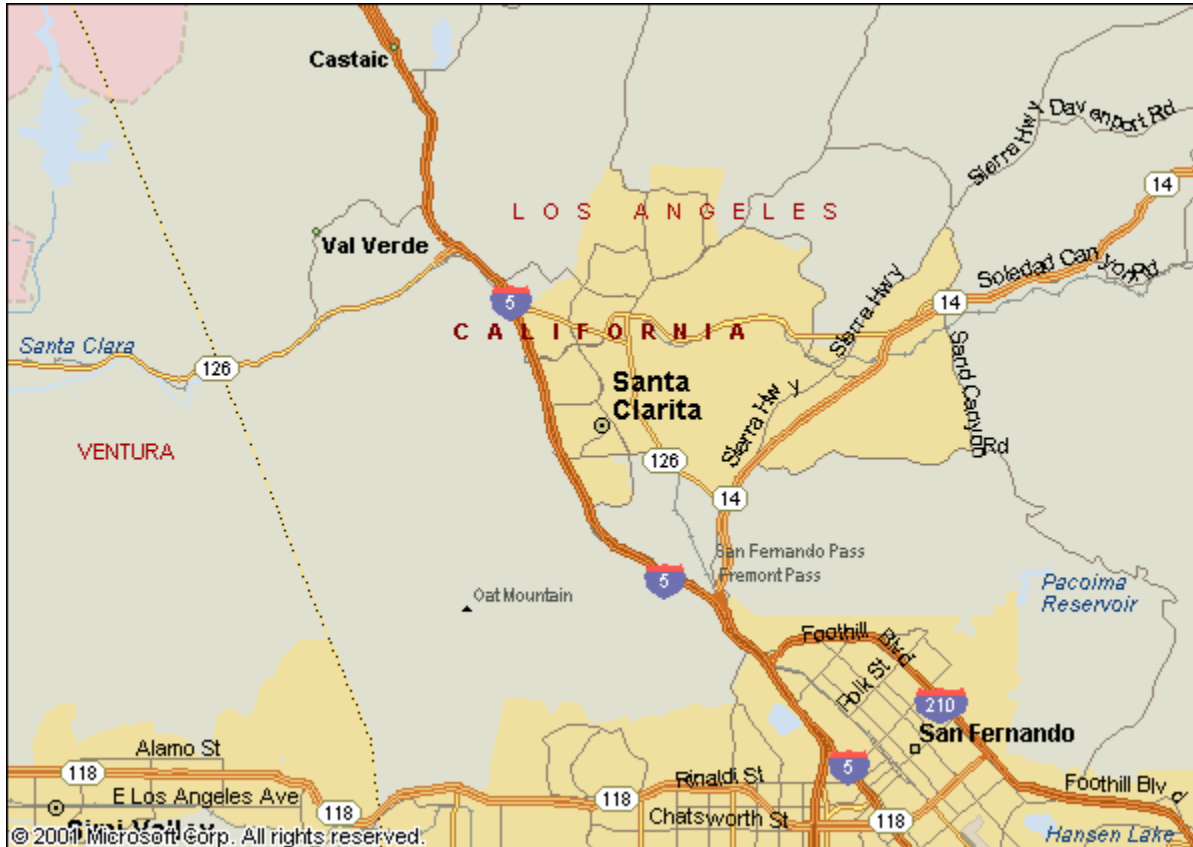 Castaic
Davenport Rd
Sierra Hwy
14
LOS ANGELES
Val Verde
Soledad Canyon Rd
Sierra Hwy
14
5
CALIFORNIA
Santa Clara
126
Sand Canyon Rd
Santa
Clarita
Sierra Hwy
VENTURA
126
14
San Fernando Pass
Fremont Pass
5
Oat Mountain
Pacoima
Reservoir
Foothill Blvd
Polk St
210
San Fernando
Alamo St
118
5
Rinaldi St
Foothill Blvd
E Los Angeles Ave
118
118
Chatsworth St
118
Simi Valley
Hansen Lake
© 2001 Microsoft Corp. All rights reserved.